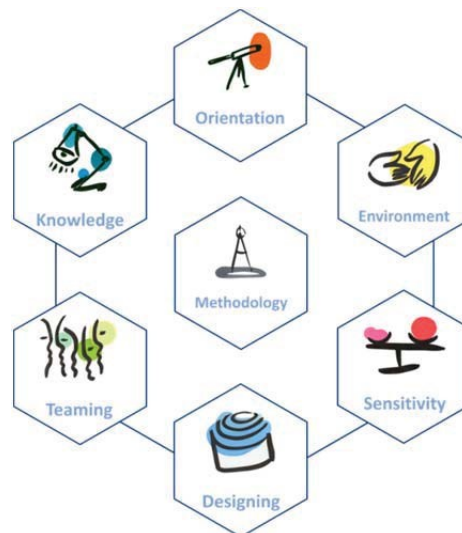 Orientation
Knowledge
Environment
Methodology
Teaming
Sensitivity
Designing